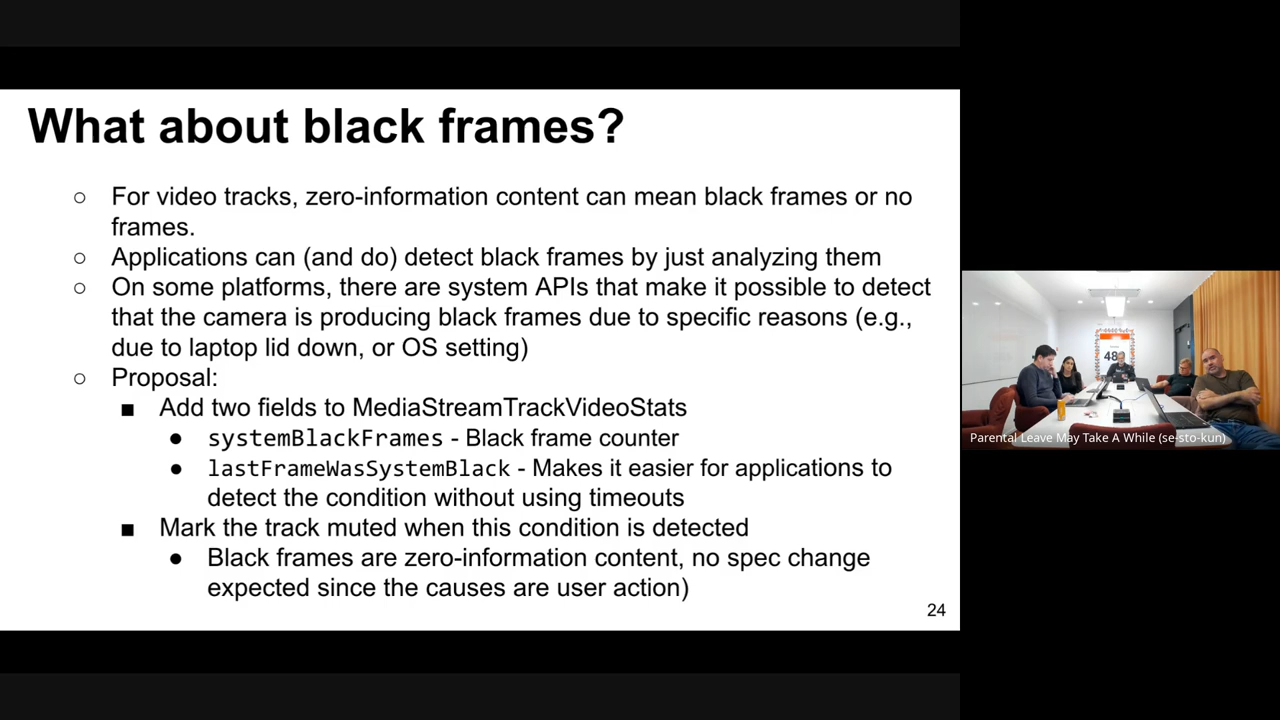 What about black frames?
○ For video tracks, zero-information content can mean black frames or no
frames.
○ Applications can (and do) detect black frames by just analyzing them
○ On some platforms, there are system APIs that make it possible to detect
that the camera is producing black frames due to specific reasons (e.g.,
due to laptop lid down, or OS setting)
○ Proposal:
■ Add two fields to MediaStreamTrackVideoStats
● systemBlackFrames - Black frame counter
● lastFrameWasSystemBlack - Makes it easier for applications to
detect the condition without using timeouts
■ Mark the track muted when this condition is detected
● Black frames are zero-information content, no spec change
expected since the causes are user action)
24
48
Parental Leave May Take A While (se-sto-kun)